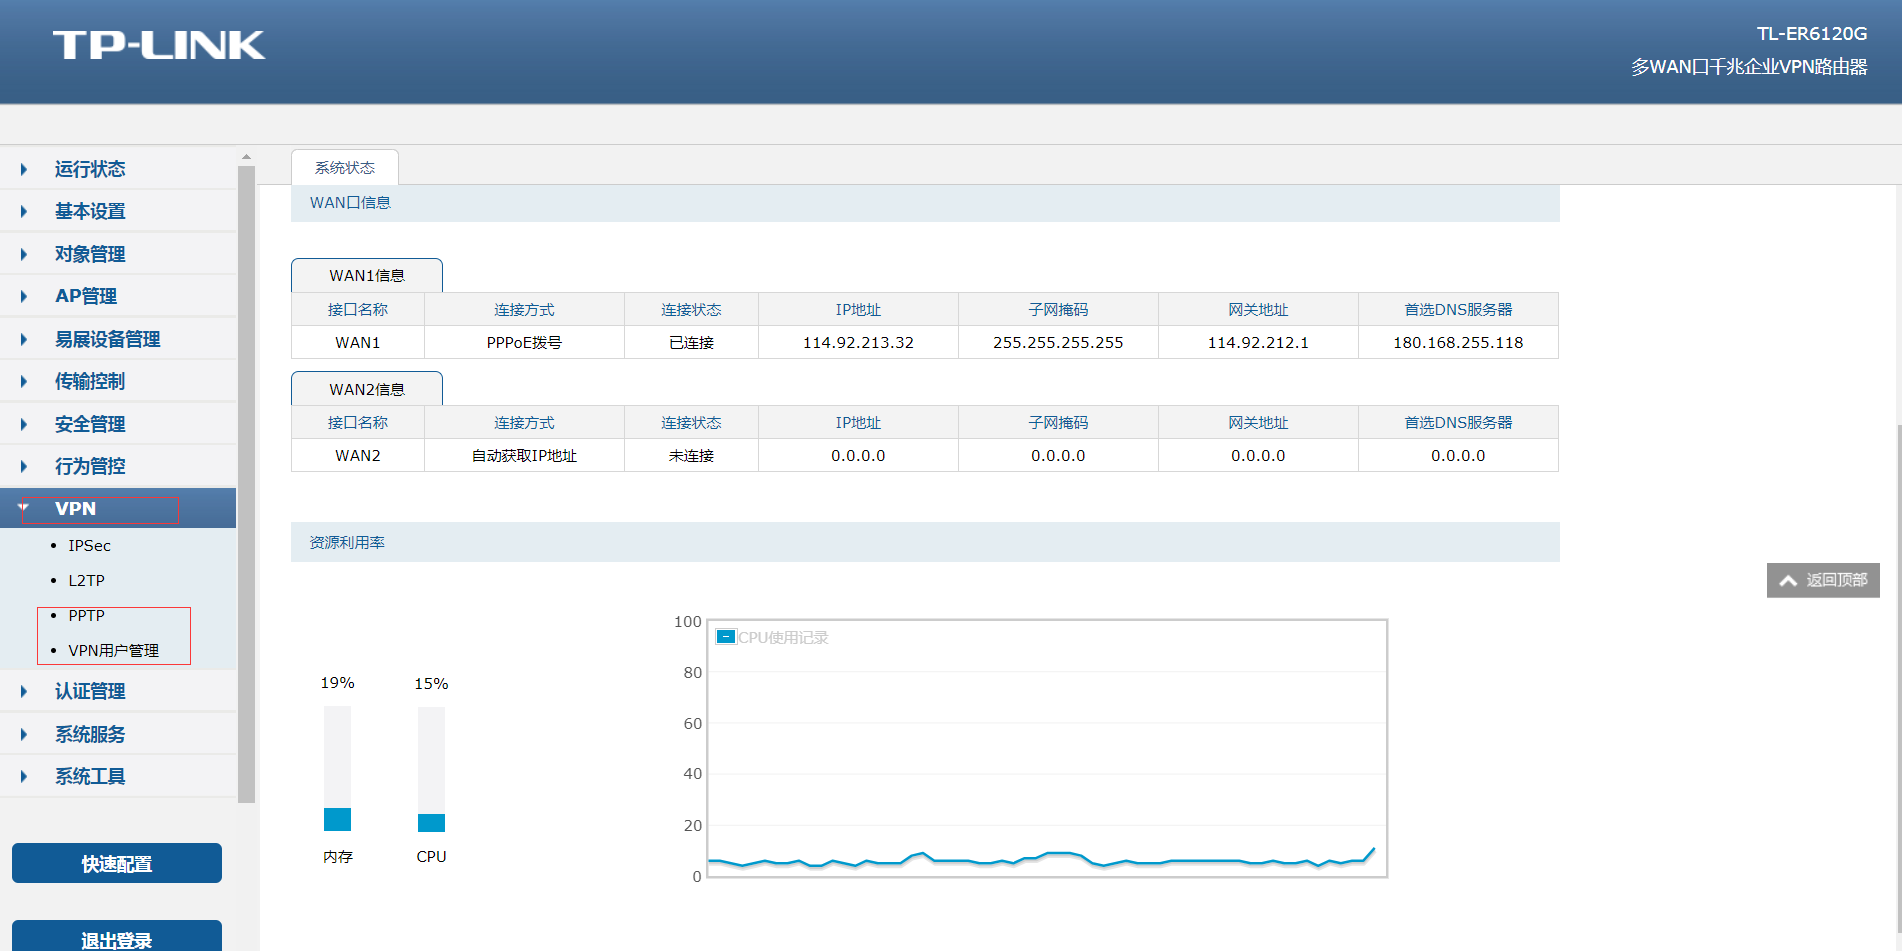 TP-LINK
TL-ER6120G
多WAN口千兆企业VPN路由器
运行状态
基本设置
对象管理
AP管理
易展设备管理
传输控制
安全管理
行为管控
VPN
• IPSec
• L2TP
• PPTP
• VPN用户管理
认证管理
系统服务
系统工具
快速配置
退出登录
系统状态
WAN口信息
WAN1信息
接口名称 连接方式 连接状态 IP地址 子网掩码 网关地址 首选DNS服务器
WAN1 PPPoE拨号 已连接 114.92.213.32 255.255.255.255 114.92.212.1 180.168.255.118
WAN2信息
接口名称 连接方式 连接状态 IP地址 子网掩码 网关地址 首选DNS服务器
WAN2 自动获取IP地址 未连接 0.0.0.0 0.0.0.0 0.0.0.0 0.0.0.0
资源利用率
19% 15%
内存 CPU
CPU使用记录
100
80
60
40
20
0
返回顶部